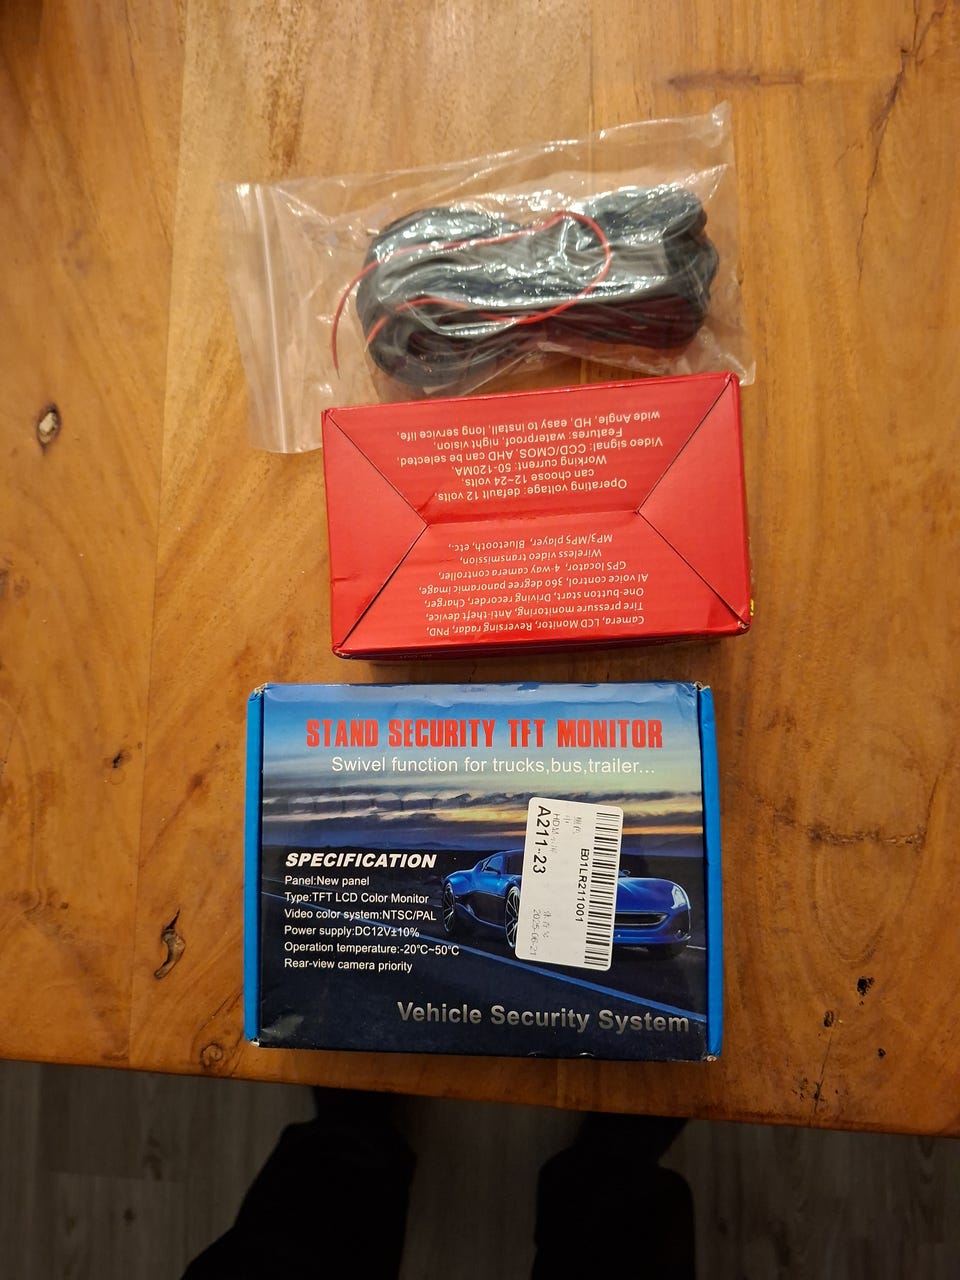 Camera, LCD Monitor, Reversing radar, PND,
Tire pressure monitoring, Anti-theft device,
One-button start, Driving recorder, Charger,
AI voice control, 360 degree panoramic image,
GPS locator, 4-way camera controller,
Wireless video transmission,
MP3/MP5 player, Bluetooth, etc.,
Operating voltage: default 12 volts,
can choose 12~24 volts,
Working current: 50-120MA,
Video signal: CCD/CMOS, AHD can be selected,
Features: waterproof, night vision,
wide Angle, HD, easy to install, long service life,
STAND SECURITY TFT MONITOR
Swivel function for trucks,bus,trailer...
SPECIFICATION
Panel:New panel
Type:TFT LCD Color Monitor
Video color system:NTSC/PAL
Power supply:DC12V±10%
Operation temperature:-20°C~50°C
Rear-view camera priority
B01LR211001
A211-23
2025-06-21
Vehicle Security System